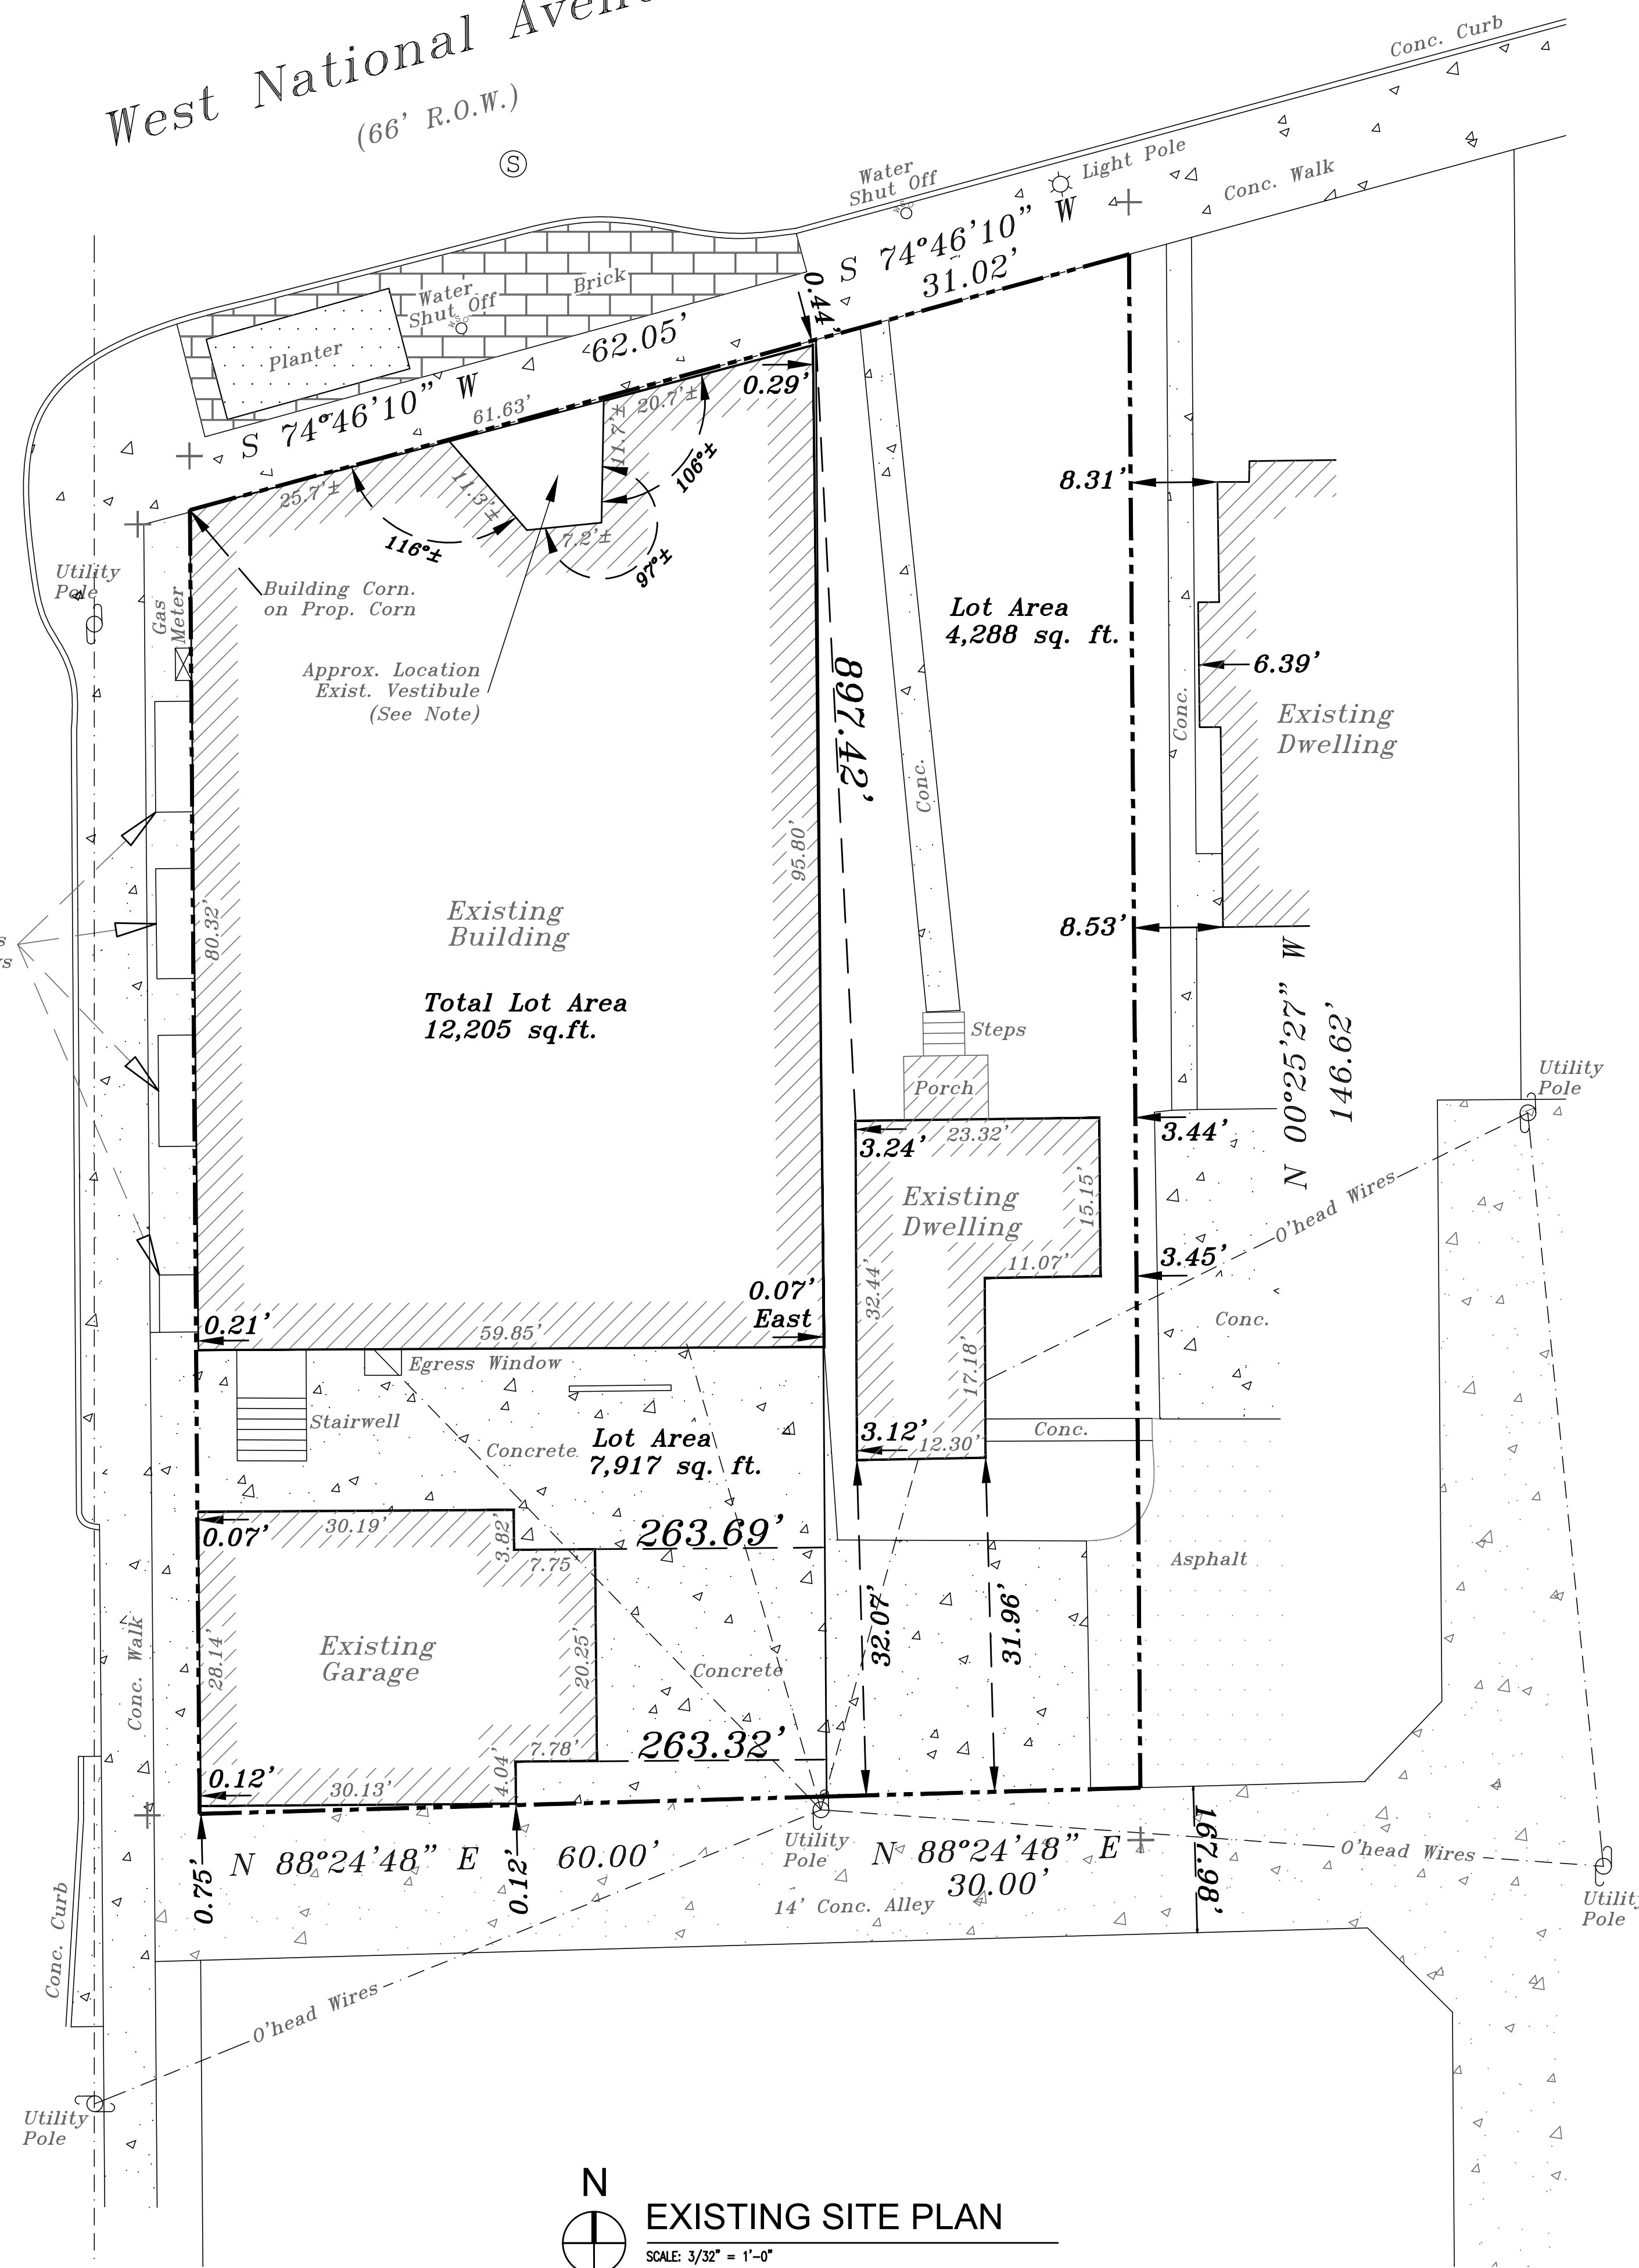 West National
(66' R.O.W.)
S
Conc. Curb
Light Pole
Water
Shut Off
Conc. Walk
S 74°46'10" W
31.02'
Brick
Water
Shut Off
Planter
0.44'
62.05'
S 74°46'10" W
61.63'
0.29'
20.7'±
11.7'±
106°±
25.7'±
11.3'±
7.2'±
116°±
97°±
8.31'
Utility
Pole
Gas
Meter
Building Corn.
on Prop. Corn
Lot Area
4,288 sq. ft.
Approx. Location
Exist. Vestibule
(See Note)
897.42'
6.39'
Conc.
Existing
Dwelling
Conc.
95.80'
80.32'
Existing
Building
8.53'
Total Lot Area
12,205 sq.ft.
N 00°25'27" W
146.62'
Steps
Porch
Utility
Pole
3.24'
23.32'
3.44'
15.15'
Existing
Dwelling
O'head Wires
11.07'
3.45'
32.44'
0.07'
East
0.21'
59.85'
Conc.
17.18'
Egress Window
Stairwell
Concrete
Lot Area
7,917 sq. ft.
3.12'
12.30'
Conc.
0.07'
30.19'
3.82'
7.75'
263.69'
Asphalt
Existing
Garage
28.14'
20.25'
Concrete
32.07'
31.96'
Conc. Walk
263.32'
7.78'
4.04'
0.12'
30.13'
0.75'
N 88°24'48" E 60.00'
0.12'
Utility
Pole
N 88°24'48" E
30.00'
167.98'
O'head Wires
14' Conc. Alley
Utility
Pole
Conc. Curb
O'head Wires
Utility
Pole
N
EXISTING SITE PLAN
SCALE: 3/32" = 1'-0"